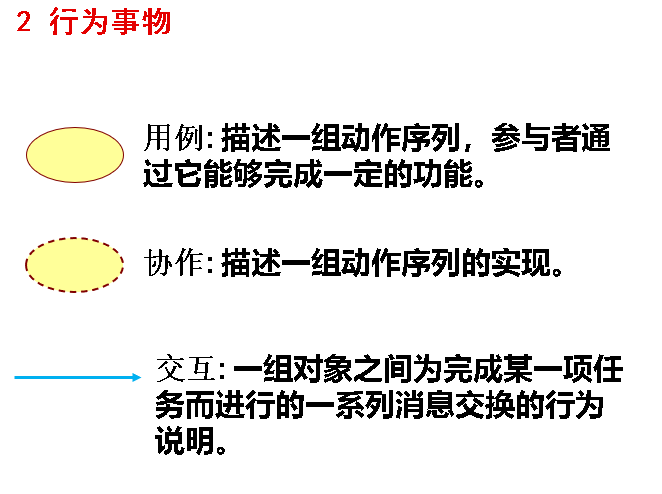 2 行为事物
用例: 描述一组动作序列，参与者通
过它能够完成一定的功能。
协作: 描述一组动作序列的实现。
交互: 一组对象之间为完成某一项任
务而进行的一系列消息交换的行为
说明。